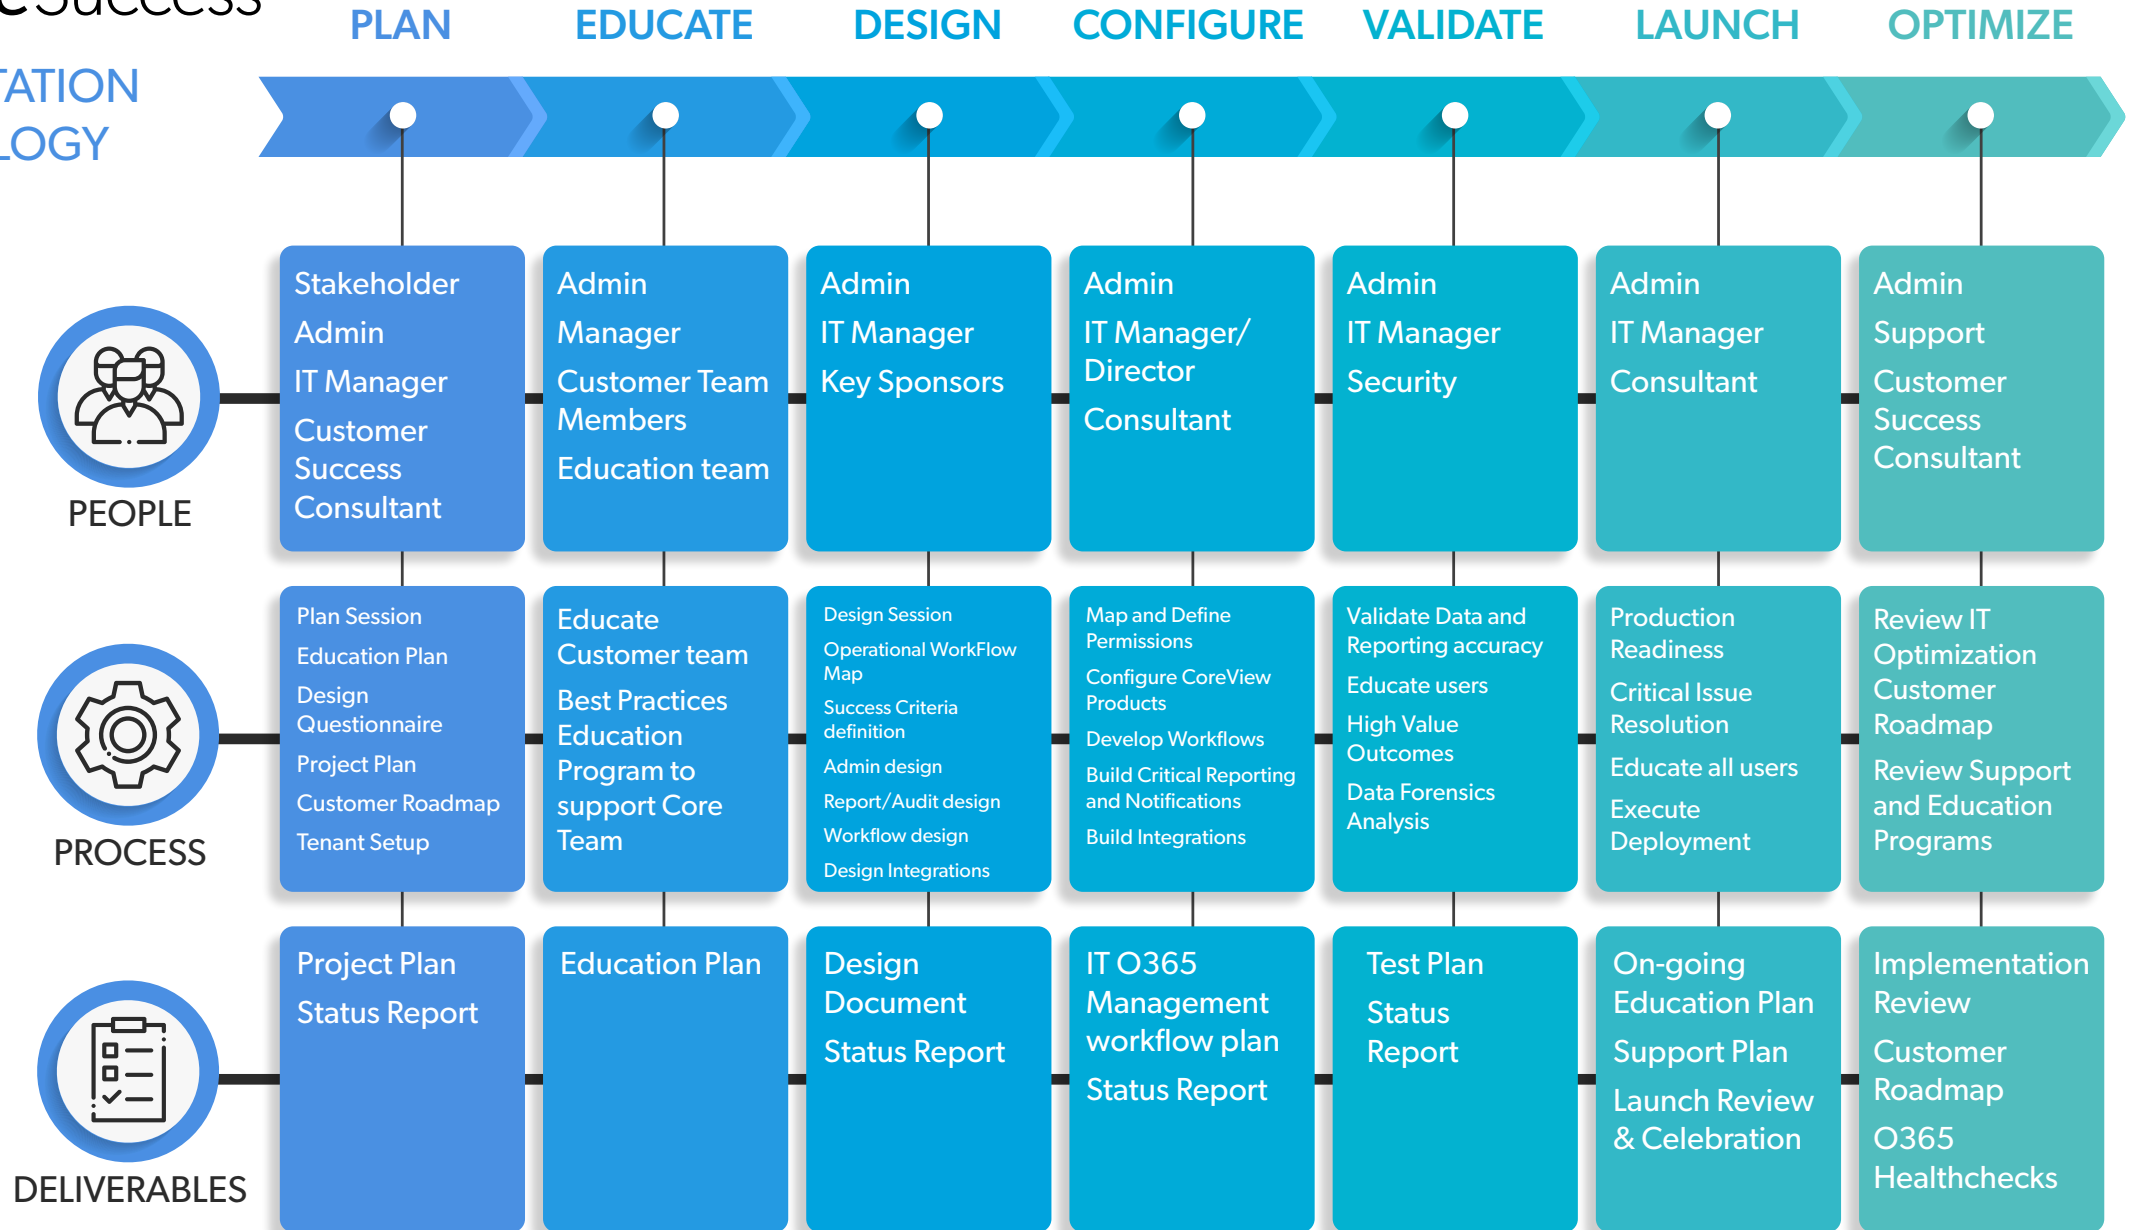 eSuccess
TATION
LOGY
PLAN
EDUCATE
DESIGN
CONFIGURE
VALIDATE
LAUNCH
OPTIMIZE
PEOPLE
Stakeholder
Admin
IT Manager
Customer
Success
Consultant
Admin
Manager
Customer Team
Members
Education team
Admin
IT Manager
Key Sponsors
Admin
IT Manager/
Director
Consultant
Admin
IT Manager
Security
Admin
IT Manager
Consultant
Admin
Support
Customer
Success
Consultant
PROCESS
Plan Session
Education Plan
Design
Questionnaire
Project Plan
Customer Roadmap
Tenant Setup
Educate
Customer team
Best Practices
Education
Program to
support Core
Team
Design Session
Operational WorkFlow
Map
Success Criteria
definition
Admin design
Report/Audit design
Workflow design
Design Integrations
Map and Define
Permissions
Configure CoreView
Products
Develop Workflows
Build Critical Reporting
and Notifications
Build Integrations
Validate Data and
Reporting accuracy
Educate users
High Value
Outcomes
Data Forensics
Analysis
Production
Readiness
Critical Issue
Resolution
Educate all users
Execute
Deployment
Review IT
Optimization
Customer
Roadmap
Review Support
and Education
Programs
DELIVERABLES
Project Plan
Status Report
Education Plan
Design
Document
Status Report
IT O365
Management
workflow plan
Status Report
Test Plan
Status
Report
On-going
Education Plan
Support Plan
Launch Review
& Celebration
Implementation
Review
Customer
Roadmap
O365
Healthchecks